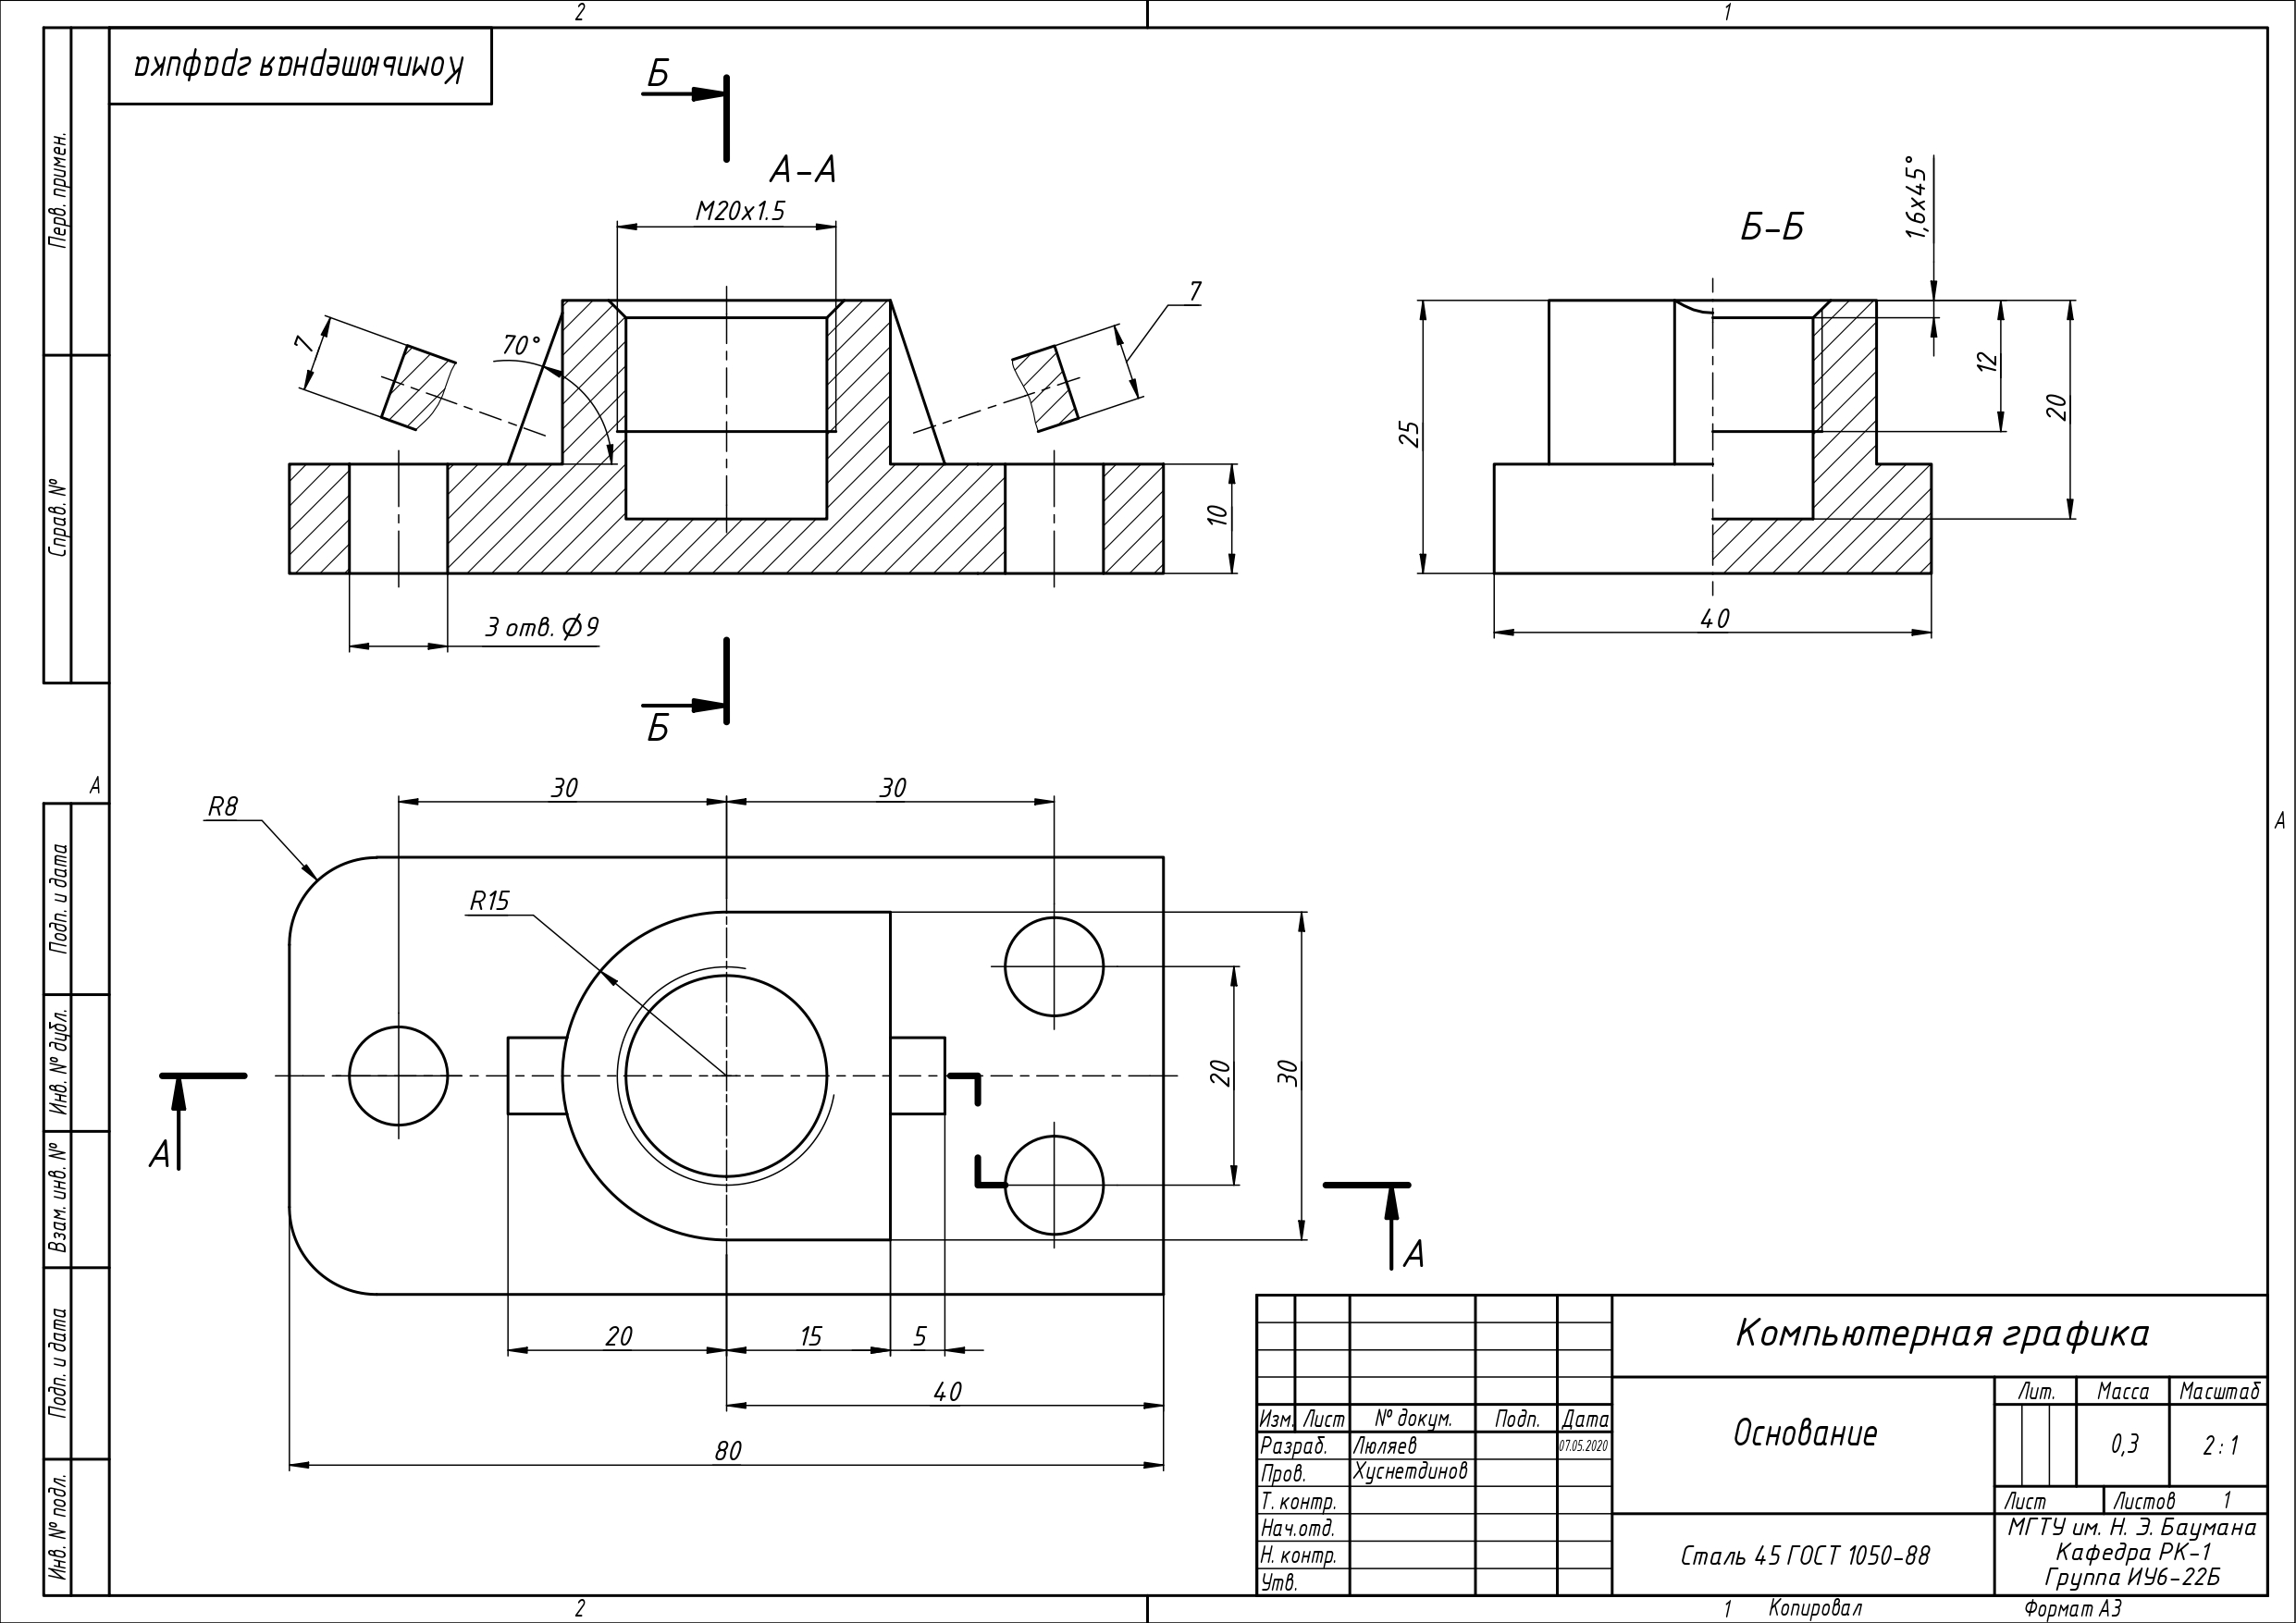 2
1
Компьютерная графика
Перв. примен.
Справ. №
Подп. и дата
Инв. № дубл.
Взам. инв. №
Подп. и дата
Инв. № подл.
А
А
Б
А-А
М20х1.5
7
70°
7
10
3 отв. Ø9
Б
Б-Б
1,6х45°
12
20
25
40
30
30
R8
R15
20
30
А
А
20
15
5
40
80
Компьютерная графика
Основание
Лит.
Масса
Масштаб
0,3
2:1
Лист
Листов 1
Изм.
Лист
№ докум.
Подп.
Дата
Разраб.
Люляев
07.05.2020
Пров.
Хуснетдинов
Т. контр.
Нач.отд.
Н. контр.
Утв.
Сталь 45 ГОСТ 1050-88
МГТУ им. Н. Э. Баумана
Кафедра РК-1
Группа ИУ6-22Б
2
1
Копировал
Формат А3